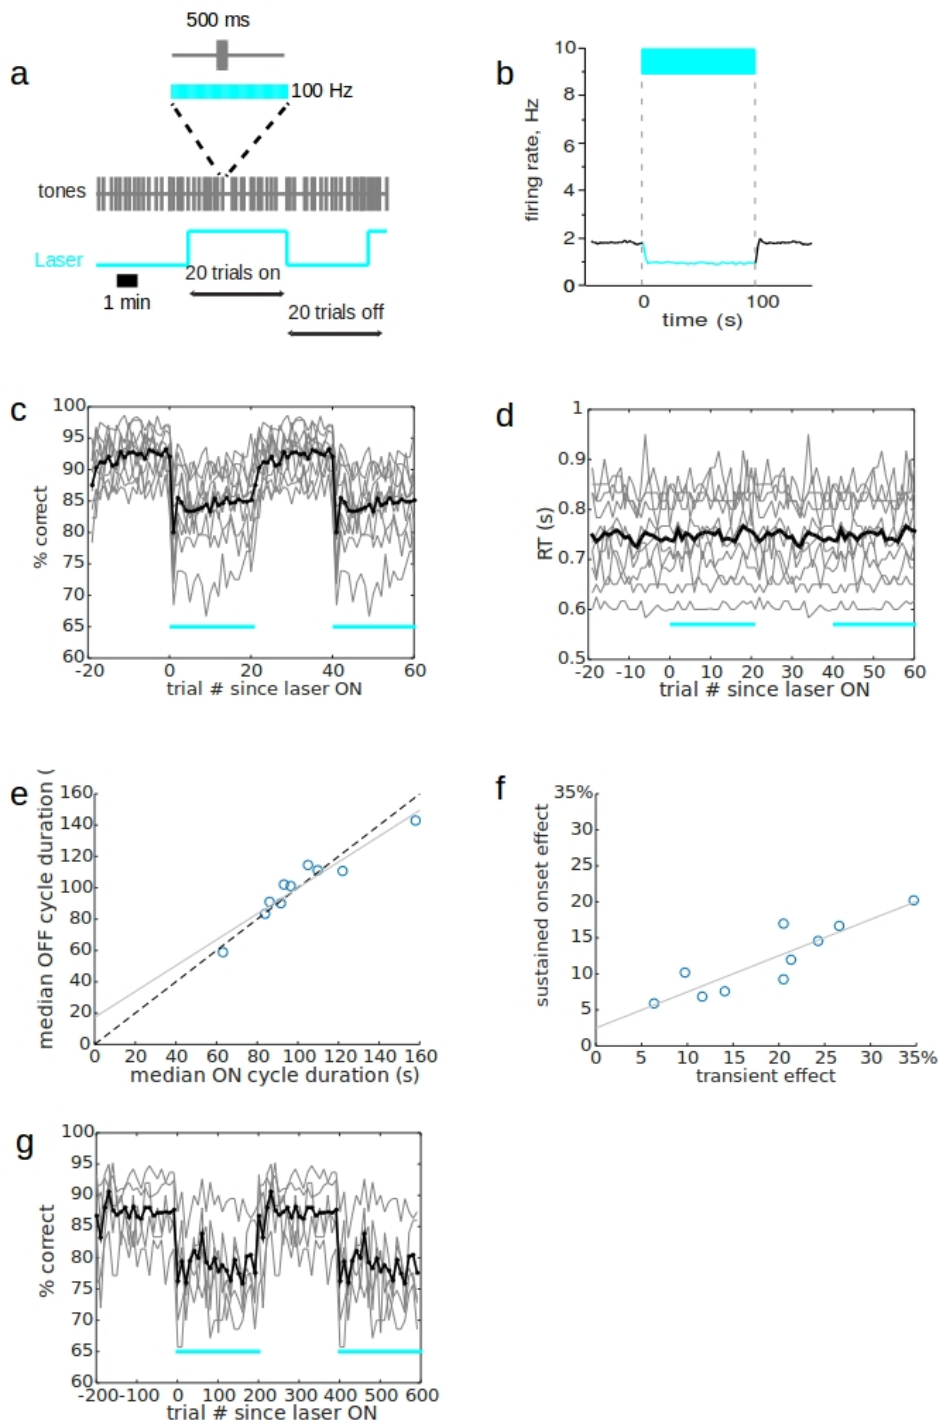 500 ms
a
100 Hz
tones
Laser
20 trials on
1 min
20 trials off
b
10
8
6
4
2
0
firing rate, Hz
0 100
time (s)
c
100
95
90
85
80
75
70
65
60
% correct
-20 0 20 40 60
trial # since laser ON
d
1
0.9
0.8
0.7
0.6
0.5
RT (s)
-20 -10 0 10 20 30 40 50 60
trial # since laser ON
e
160
140
120
100
80
60
40
20
0
median OFF cycle duration (
0 20 40 60 80 100 120 140 160
median ON cycle duration (s)
f
35%
30
25
20
15
10
5
0
sustained onset effect
0 5 10 15 20 25 30 35%
transient effect
g
100
95
90
85
80
75
70
65
60
% correct
-200 -100 0 100 200 300 400 500 600
trial # since laser ON